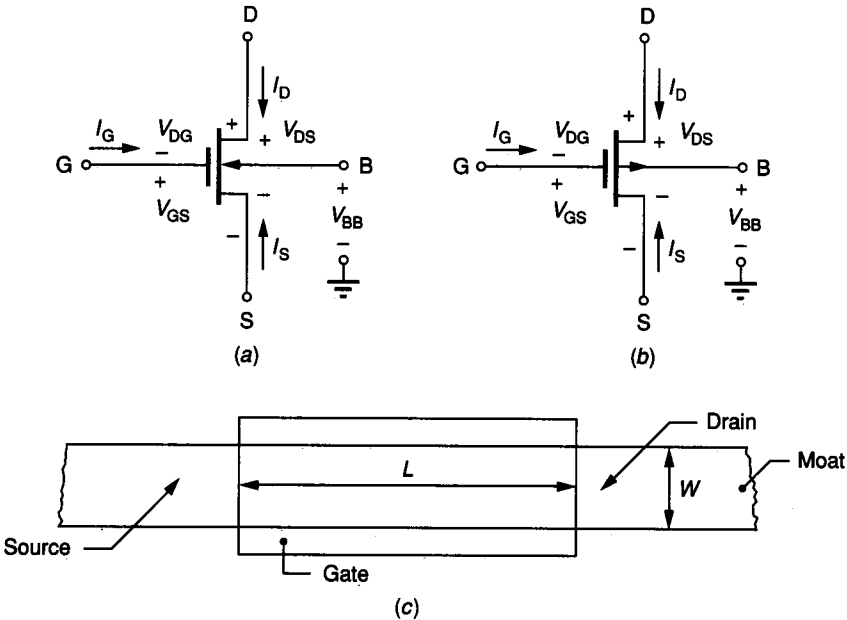 D
I_D
I_G
V_DG
+
+
V_DS
G
−
B
+
−
+
V_GS
V_BB
−
I_S
−
S
(a)
D
I_D
I_G
V_DG
+
+
V_DS
G
−
B
+
−
+
V_GS
V_BB
−
I_S
−
S
(b)
Drain
Moat
L
W
Source
Gate
(c)